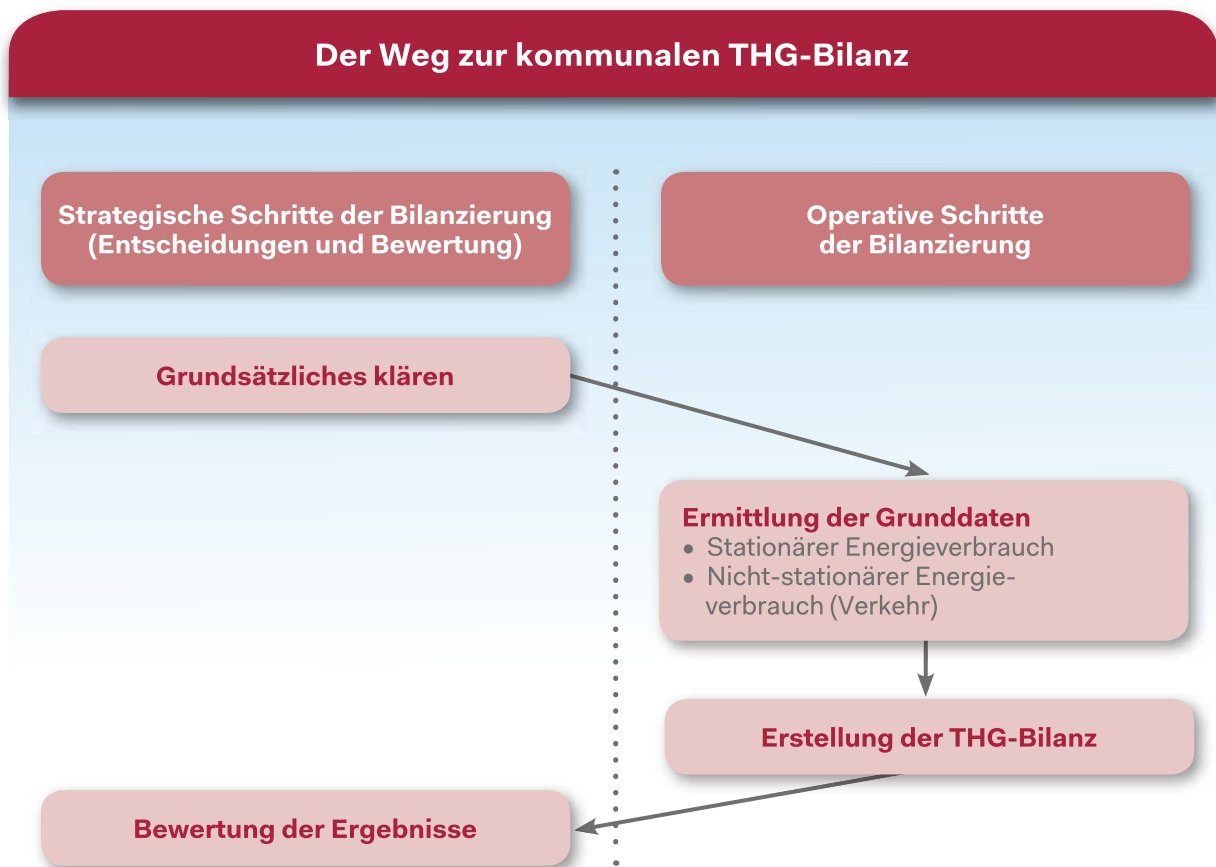 Der Weg zur kommunalen THG-Bilanz
Strategische Schritte der Bilanzierung
(Entscheidungen und Bewertung)
Operative Schritte
der Bilanzierung
Grundsätzliches klären
Ermittlung der Grunddaten
• Stationärer Energieverbrauch
• Nicht-stationärer Energie-
verbrauch (Verkehr)
Erstellung der THG-Bilanz
Bewertung der Ergebnisse